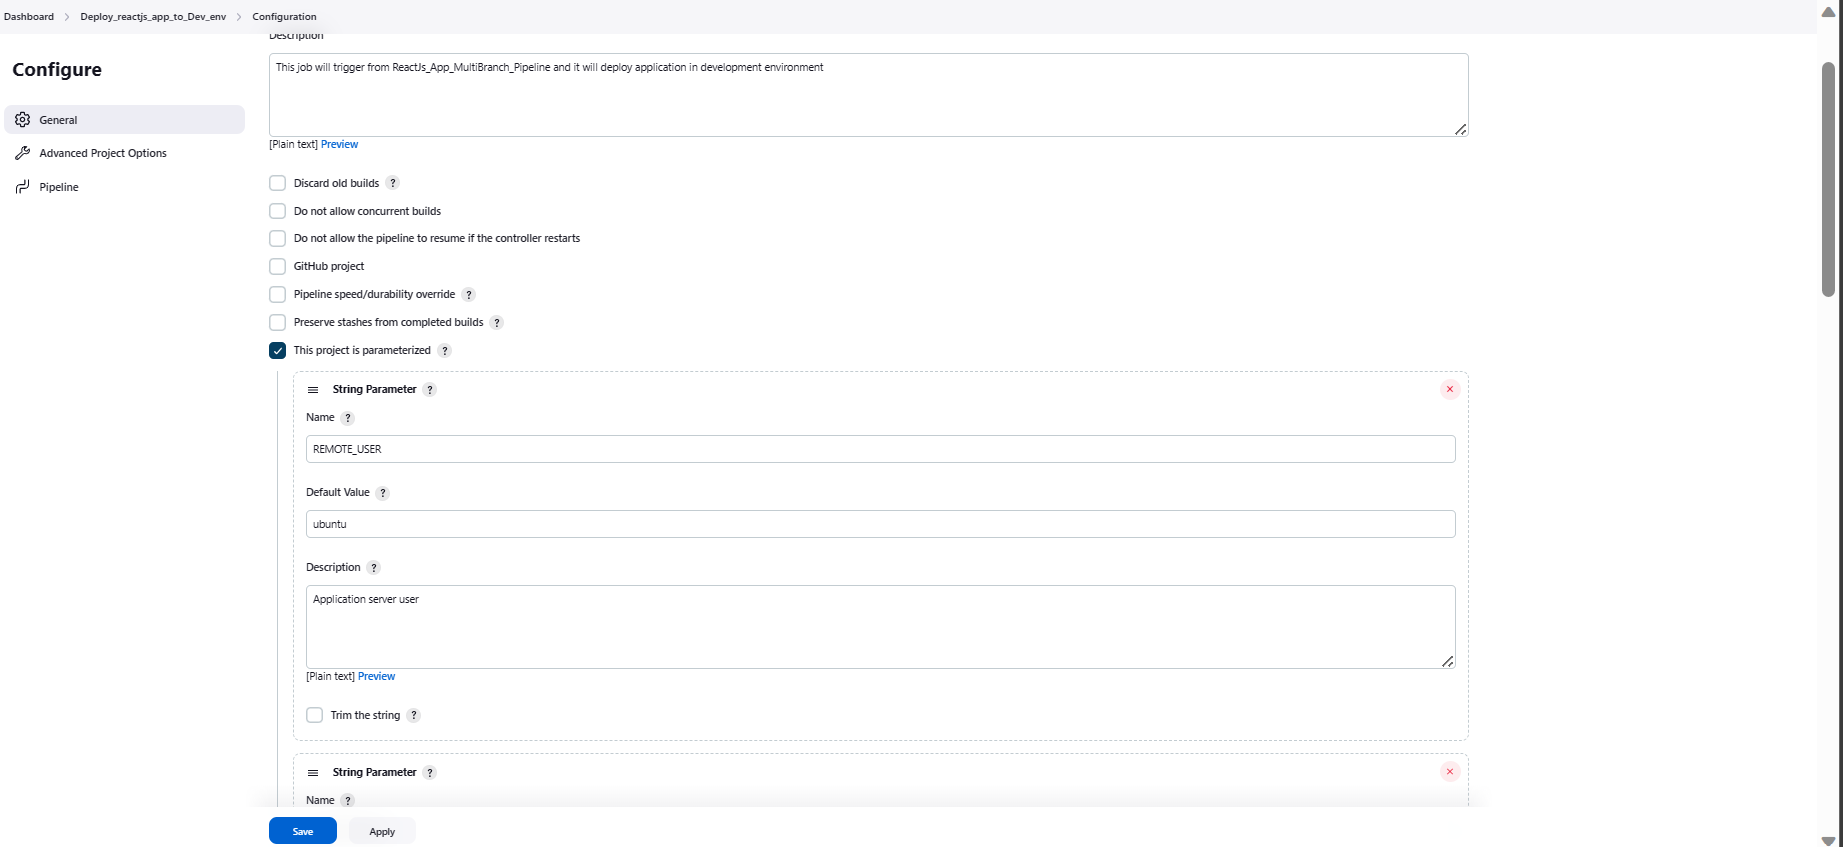 Dashboard > Deploy_reactjs_app_to_Dev_env > Configuration
Configure
General
Advanced Project Options
Pipeline
Description
This job will trigger from ReactJs_App_MultiBranch_Pipeline and it will deploy application in development environment
[Plain text] Preview
Discard old builds ?
Do not allow concurrent builds
Do not allow the pipeline to resume if the controller restarts
GitHub project
Pipeline speed/durability override ?
Preserve stashes from completed builds ?
This project is parameterized ?
String Parameter ?
Name ?
REMOTE_USER
Default Value ?
ubuntu
Description ?
Application server user
[Plain text] Preview
Trim the string ?
String Parameter ?
Name ?
Save Apply